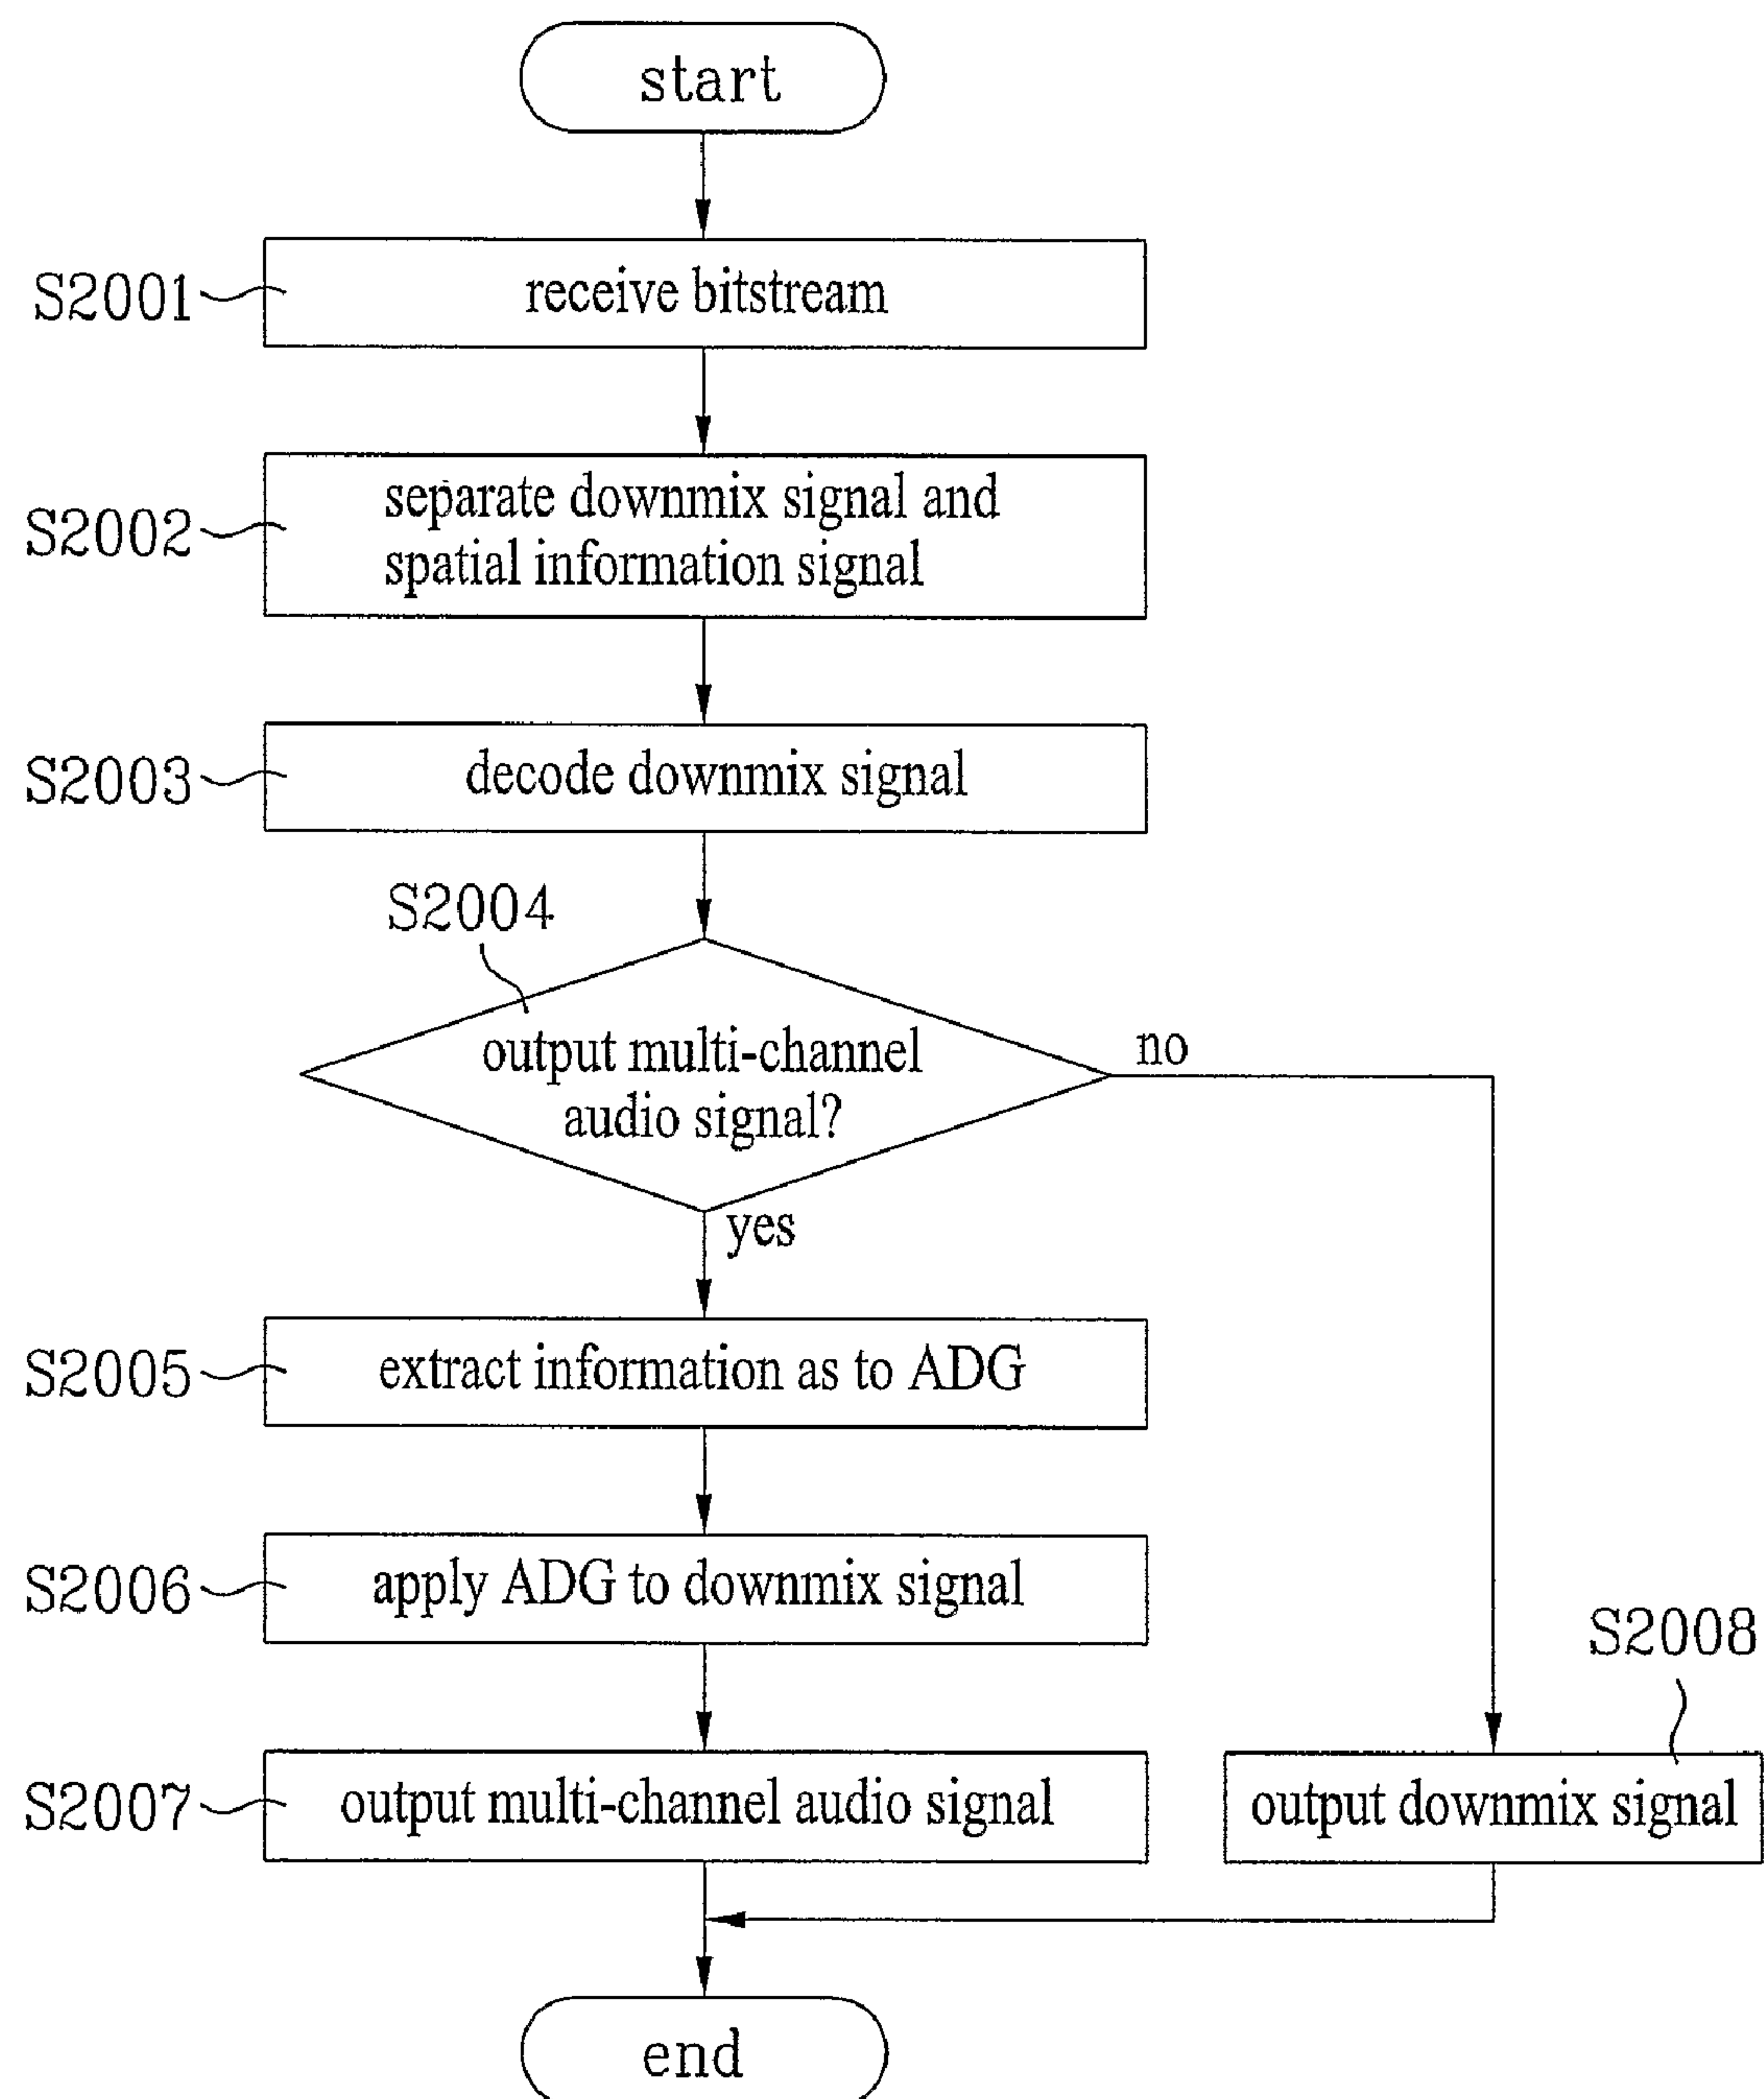 start
S2001
receive bitstream
S2002
separate downmix signal and
spatial information signal
S2003
decode downmix signal
S2004
output multi-channel
audio signal?
no
yes
S2005
extract information as to ADG
S2006
apply ADG to downmix signal
S2007
output multi-channel audio signal
S2008
output downmix signal
end